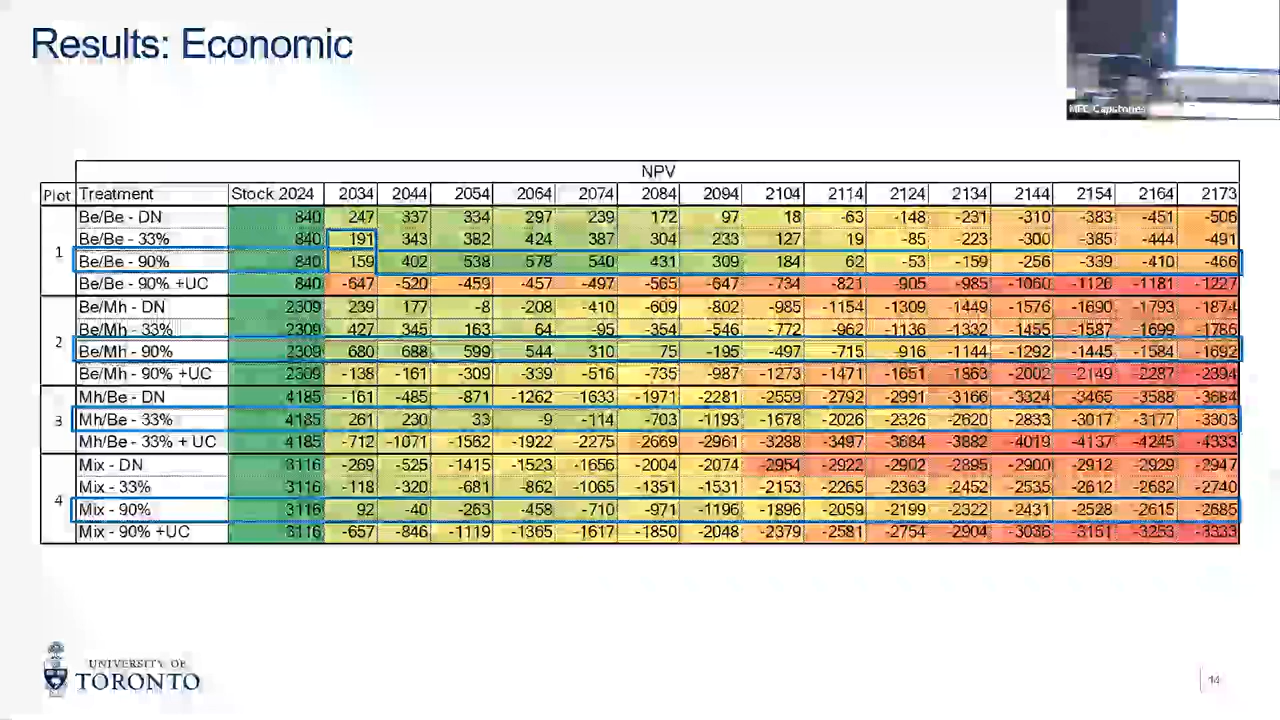 Results: Economic
MFC Capstones
NPV
Plot Treatment Stock 2024 2034 2044 2054 2064 2074 2084 2094 2104 2114 2124 2134 2144 2154 2164 2173
Be/Be - DN 840 247 337 334 297 239 172 97 18 -63 -148 -231 -310 -383 -451 -506
Be/Be - 33% 840 191 343 382 424 387 304 233 127 19 -85 -223 -300 -385 -444 -491
1
Be/Be - 90% 840 159 402 538 578 540 431 309 184 62 -53 -159 -256 -339 -410 -466
Be/Be - 90% +UC 840 -647 -520 -459 -457 -497 -565 -647 -734 -821 -905 -985 -1060 -1126 -1181 -1227
Be/Mh - DN 2309 239 177 -8 -208 -410 -609 -802 -985 -1154 -1309 -1449 -1576 -1690 -1793 -1874
Be/Mh - 33% 2309 427 345 163 64 -95 -354 -546 -772 -962 -1136 -1332 -1455 -1587 -1699 -1786
2
Be/Mh - 90% 2309 680 688 599 544 310 75 -195 -497 -715 -916 -1144 -1292 -1445 -1584 -1692
Be/Mh - 90% +UC 2309 -138 -161 -309 -339 -516 -735 -987 -1273 -1471 -1651 -1863 -2002 -2149 -2287 -2394
Mh/Be - DN 4185 -161 -485 -871 -1262 -1633 -1971 -2281 -2559 -2792 -2991 -3166 -3324 -3465 -3588 -3684
3 Mh/Be - 33% 4185 261 230 33 -9 -114 -703 -1193 -1678 -2026 -2326 -2620 -2833 -3017 -3177 -3303
Mh/Be - 33% + UC 4185 -712 -1071 -1562 -1922 -2275 -2669 -2961 -3288 -3497 -3684 -3882 -4019 -4137 -4245 -4333
Mix - DN 3116 -269 -525 -1415 -1523 -1656 -2004 -2074 -2954 -2922 -2902 -2895 -2900 -2912 -2929 -2947
Mix - 33% 3116 -118 -320 -681 -862 -1065 -1351 -1531 -2153 -2265 -2363 -2452 -2535 -2612 -2682 -2740
4
Mix - 90% 3116 92 -40 -263 -458 -710 -971 -1196 -1896 -2059 -2199 -2322 -2431 -2528 -2615 -2685
Mix - 90% +UC 3116 -657 -846 -1119 -1365 -1617 -1850 -2048 -2379 -2581 -2754 -2904 -3036 -3151 -3253 -3333
UNIVERSITY OF
TORONTO
14